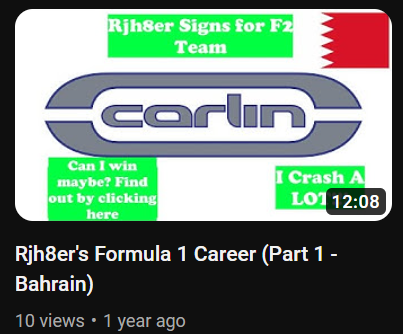 Rjh8er Signs for F2
Team
carlin
Can I win
maybe? Find
out by clicking
here
I Crash A
LOT
12:08
Rjh8er's Formula 1 Career (Part 1 -
Bahrain)
10 views • 1 year ago